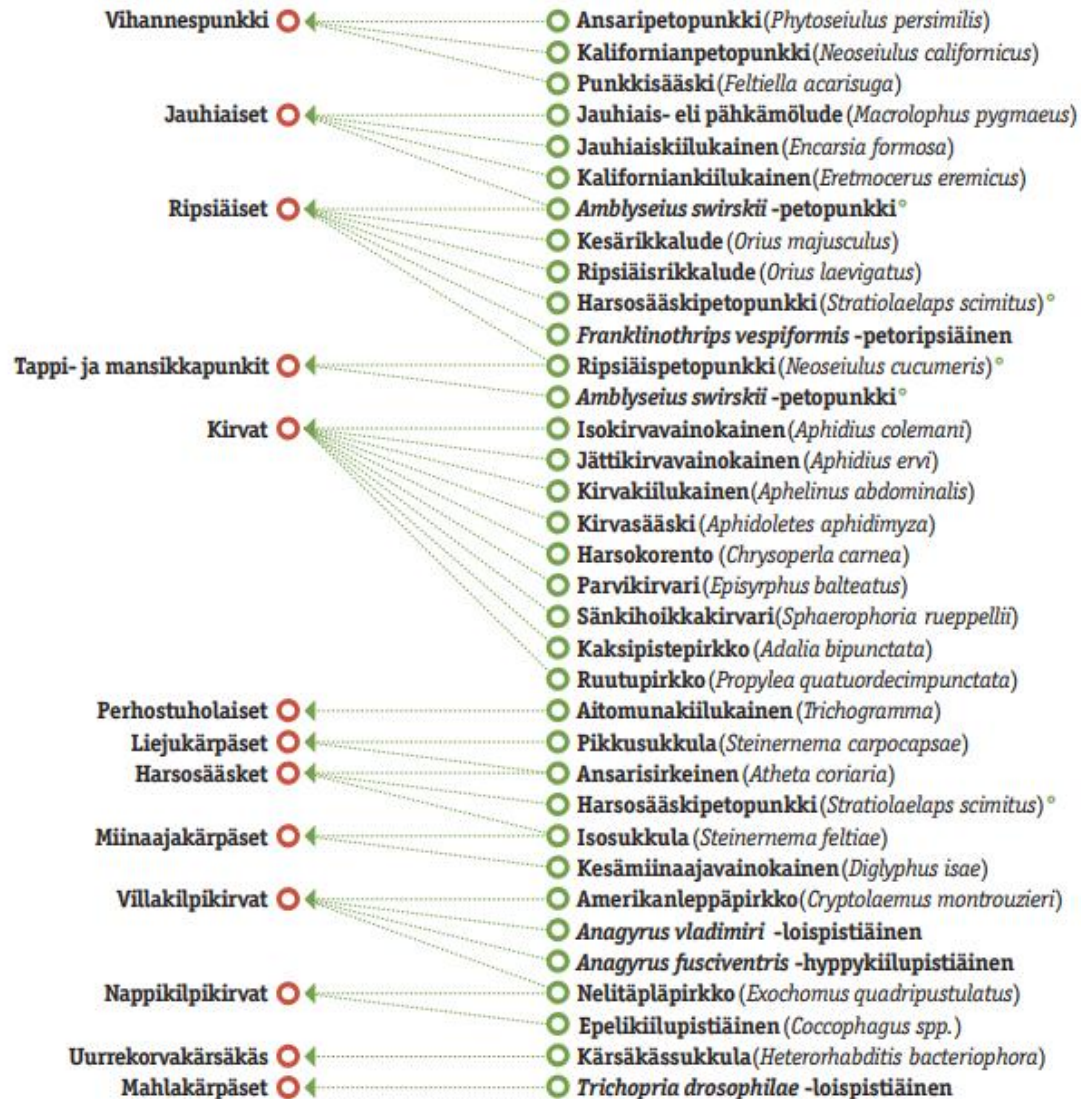 Vihannespunkki Ansaripetopunkki (Phytoseiulus persimilis)
Kalifornianpetopunkki (Neoseiulus californicus)
Punkkisääski (Feltiella acarisuga)
Jauhiaiset Jauhiais- eli pähkämölude (Macrolophus pygmaeus)
Jauhiaiskiilukainen (Encarsia formosa)
Kaliforniankiilukainen (Eretmocerus eremicus)
Ripsiäiset Amblyseius swirskii -petopunkki°
Kesärikkalude (Orius majusculus)
Ripsiäisrikkalude (Orius laevigatus)
Harsosääskipetopunkki (Stratiolaelaps scimitus)°
Franklinothrips vespiformis -petoripsiäinen
Tappi- ja mansikkapunkit Ripsiäispetopunkki (Neoseiulus cucumeris)°
Amblyseius swirskii -petopunkki°
Kirvat Isokirvavainokainen (Aphidius colemani)
Jättikirvavainokainen (Aphidius ervi)
Kirvakiilukainen (Aphelinus abdominalis)
Kirvasääski (Aphidoletes aphidimyza)
Harsokorento (Chrysoperla carnea)
Parvikirvari (Episyrphus balteatus)
Sänkihoikkakirvari (Sphaerophoria rueppellii)
Kaksipistepirkko (Adalia bipunctata)
Ruutupirkko (Propylea quatuordecimpunctata)
Perhostuholaiset Aitomunakiilukainen (Trichogramma)
Liejukärpäset Pikkusukkula (Steinernema carpocapsae)
Harsosääsket Ansarisirkeinen (Atheta coriaria)
Harsosääskipetopunkki (Stratiolaelaps scimitus)°
Miinaajakärpäset Isosukkula (Steinernema feltiae)
Kesämiinaajavainokainen (Diglyphus isae)
Villakilpikirvat Amerikanleppäpirkko (Cryptolaemus montrouzieri)
Anagyrus vladimiri -loispistiäinen
Anagyrus fusciventris -hyppykiilupistiäinen
Nappikilpikirvat Nelitäpläpirkko (Exochomus quadripustulatus)
Epelikiilupistiäinen (Coccophagus spp.)
Uurrekorvakärsäkäs Kärsäkässukkula (Heterorhabditis bacteriophora)
Mahlakärpäset Trichopria drosophilae -loispistiäinen